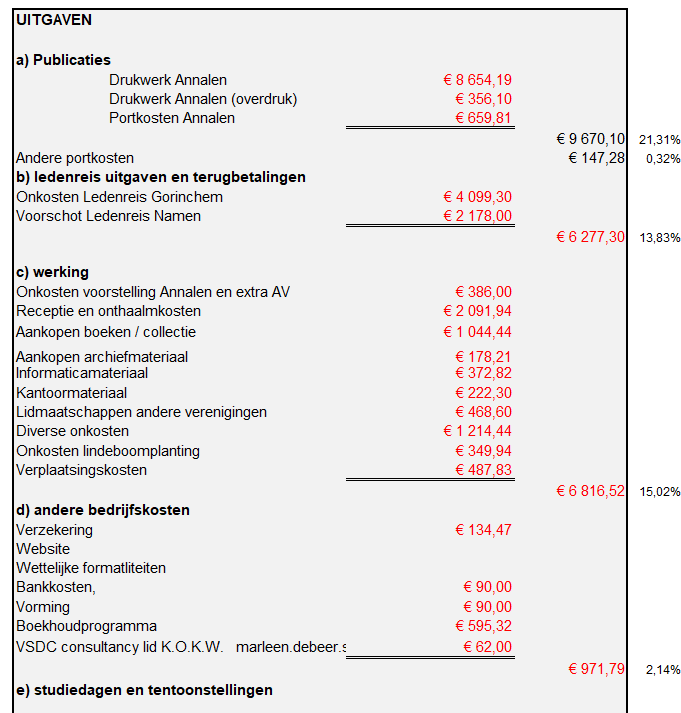 UITGAVEN
a) Publicaties
Drukwerk Annalen € 8 654,19
Drukwerk Annalen (overdruk) € 356,10
Portkosten Annalen € 659,81
€ 9 670,10 21,31%
Andere portkosten € 147,28 0,32%
b) ledenreis uitgaven en terugbetalingen
Onkosten Ledenreis Gorinchem € 4 099,30
Voorschot Ledenreis Namen € 2 178,00
€ 6 277,30 13,83%
c) werking
Onkosten voorstelling Annalen en extra AV € 386,00
Receptie en onthaalmkosten € 2 091,94
Aankopen boeken / collectie € 1 044,44
Aankopen archiefmateriaal € 178,21
Informaticamateriaal € 372,82
Kantoormateriaal € 222,30
Lidmaatschappen andere verenigingen € 468,60
Diverse onkosten € 1 214,44
Onkosten lindeboomplanting € 349,94
Verplaatsingskosten € 487,83
€ 6 816,52 15,02%
d) andere bedrijfskosten
Verzekering € 134,47
Website
Wettelijke formatliteiten
Bankkosten, € 90,00
Vorming € 90,00
Boekhoudprogramma € 595,32
VSDC consultancy lid K.O.K.W. marleen.debeer.s € 62,00
€ 971,79 2,14%
e) studiedagen en tentoonstellingen